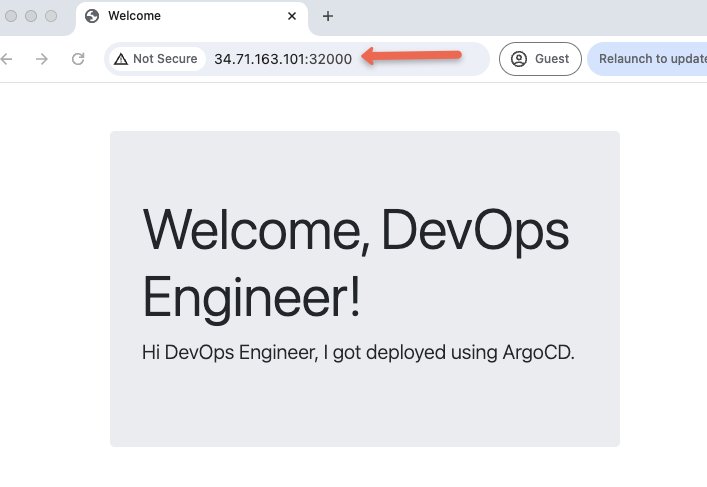 Welcome
Not Secure
34.71.163.101:32000
Guest
Relaunch to update
Welcome, DevOps
Engineer!
Hi DevOps Engineer, I got deployed using ArgoCD.